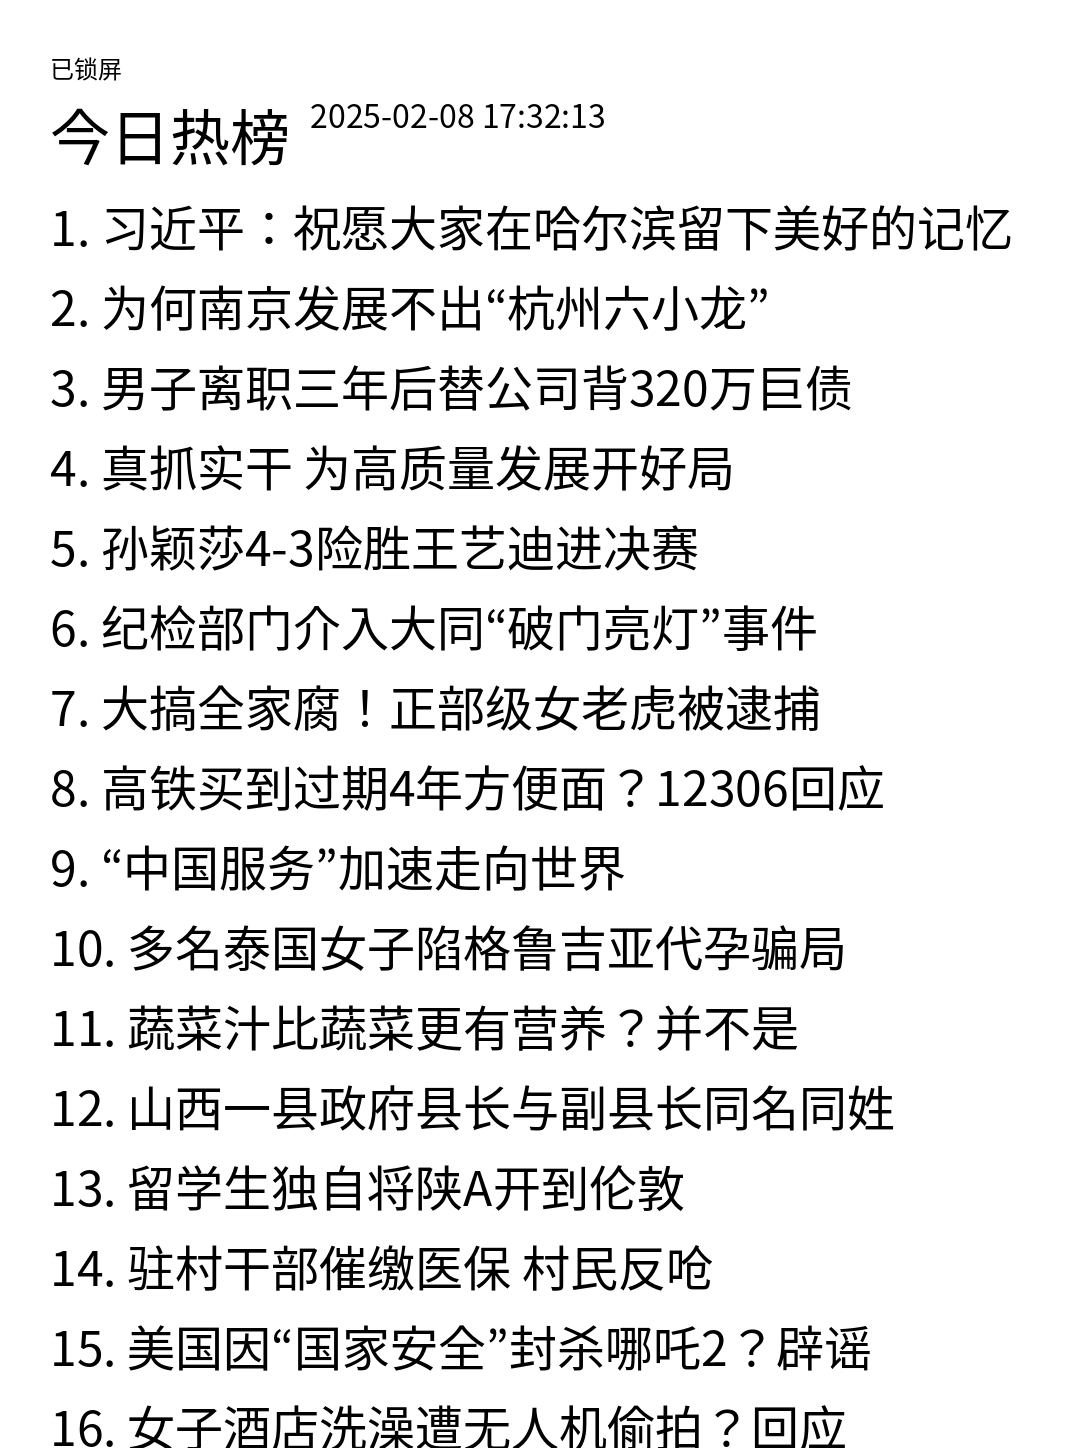 已锁屏
今日热榜 2025-02-08 17:32:13
1. 习近平：祝愿大家在哈尔滨留下美好的记忆
2. 为何南京发展不出“杭州六小龙”
3. 男子离职三年后替公司背320万巨债
4. 真抓实干 为高质量发展开好局
5. 孙颖莎4-3险胜王艺迪进决赛
6. 纪检部门介入大同“破门亮灯”事件
7. 大搞全家腐！正部级女老虎被逮捕
8. 高铁买到过期4年方便面？12306回应
9. “中国服务”加速走向世界
10. 多名泰国女子陷格鲁吉亚代孕骗局
11. 蔬菜汁比蔬菜更有营养？并不是
12. 山西一县政府县长与副县长同名同姓
13. 留学生独自将陕A开到伦敦
14. 驻村干部催缴医保 村民反呛
15. 美国因“国家安全”封杀哪吒2？辟谣
16. 女子酒店洗澡遭无人机偷拍？回应